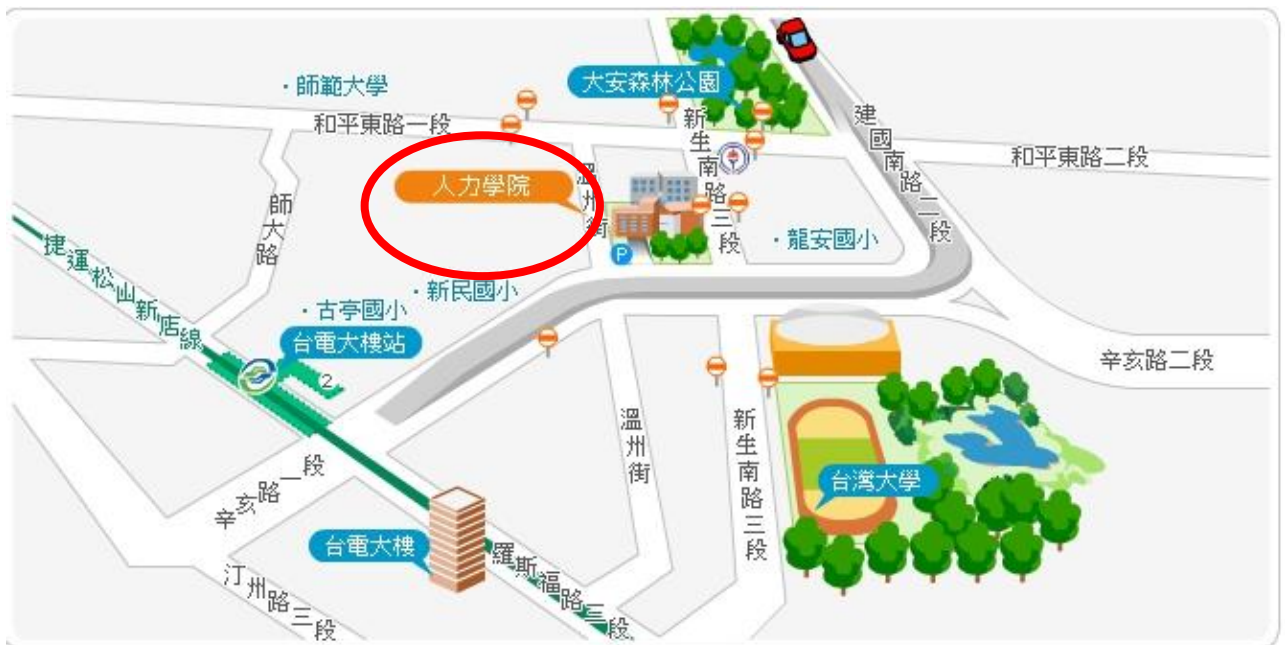 師範大學
大安森林公園
和平東路一段
新生南路三段
建國南路二段
和平東路二段
人力學院
溫州街
師大路
P
龍安國小
捷運松山新店線
新民國小
古亭國小
台電大樓站
2
辛亥路二段
溫州街
新生南路三段
台灣大學
辛亥路一段
台電大樓
羅斯福路三段
汀州路三段